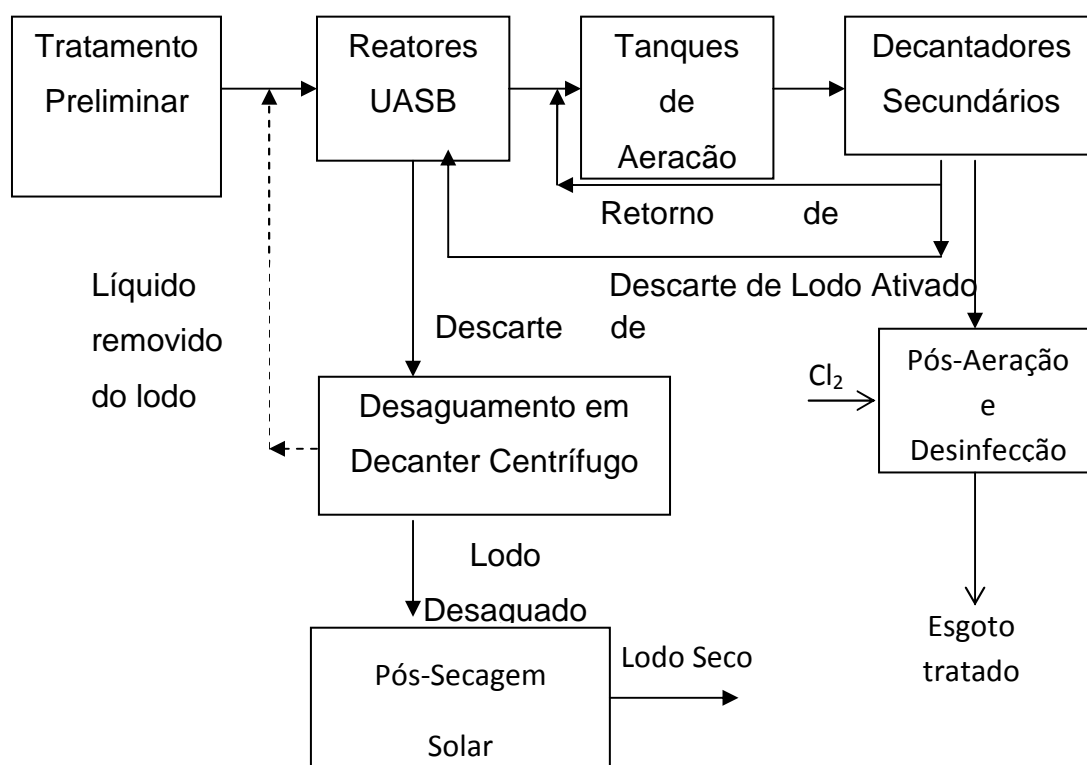 Tratamento
Preliminar
Reatores
UASB
Tanques
de
Aeracão
Decantadores
Secundários
Retorno de
Descarte de Lodo Ativado
Descarte de
Líquido
removido
do lodo
Desaguamento em
Decanter Centrífugo
Cl₂
Pós-Aeração
e
Desinfecção
Lodo
Desaguado
Esgoto
tratado
Pós-Secagem
Solar
Lodo Seco